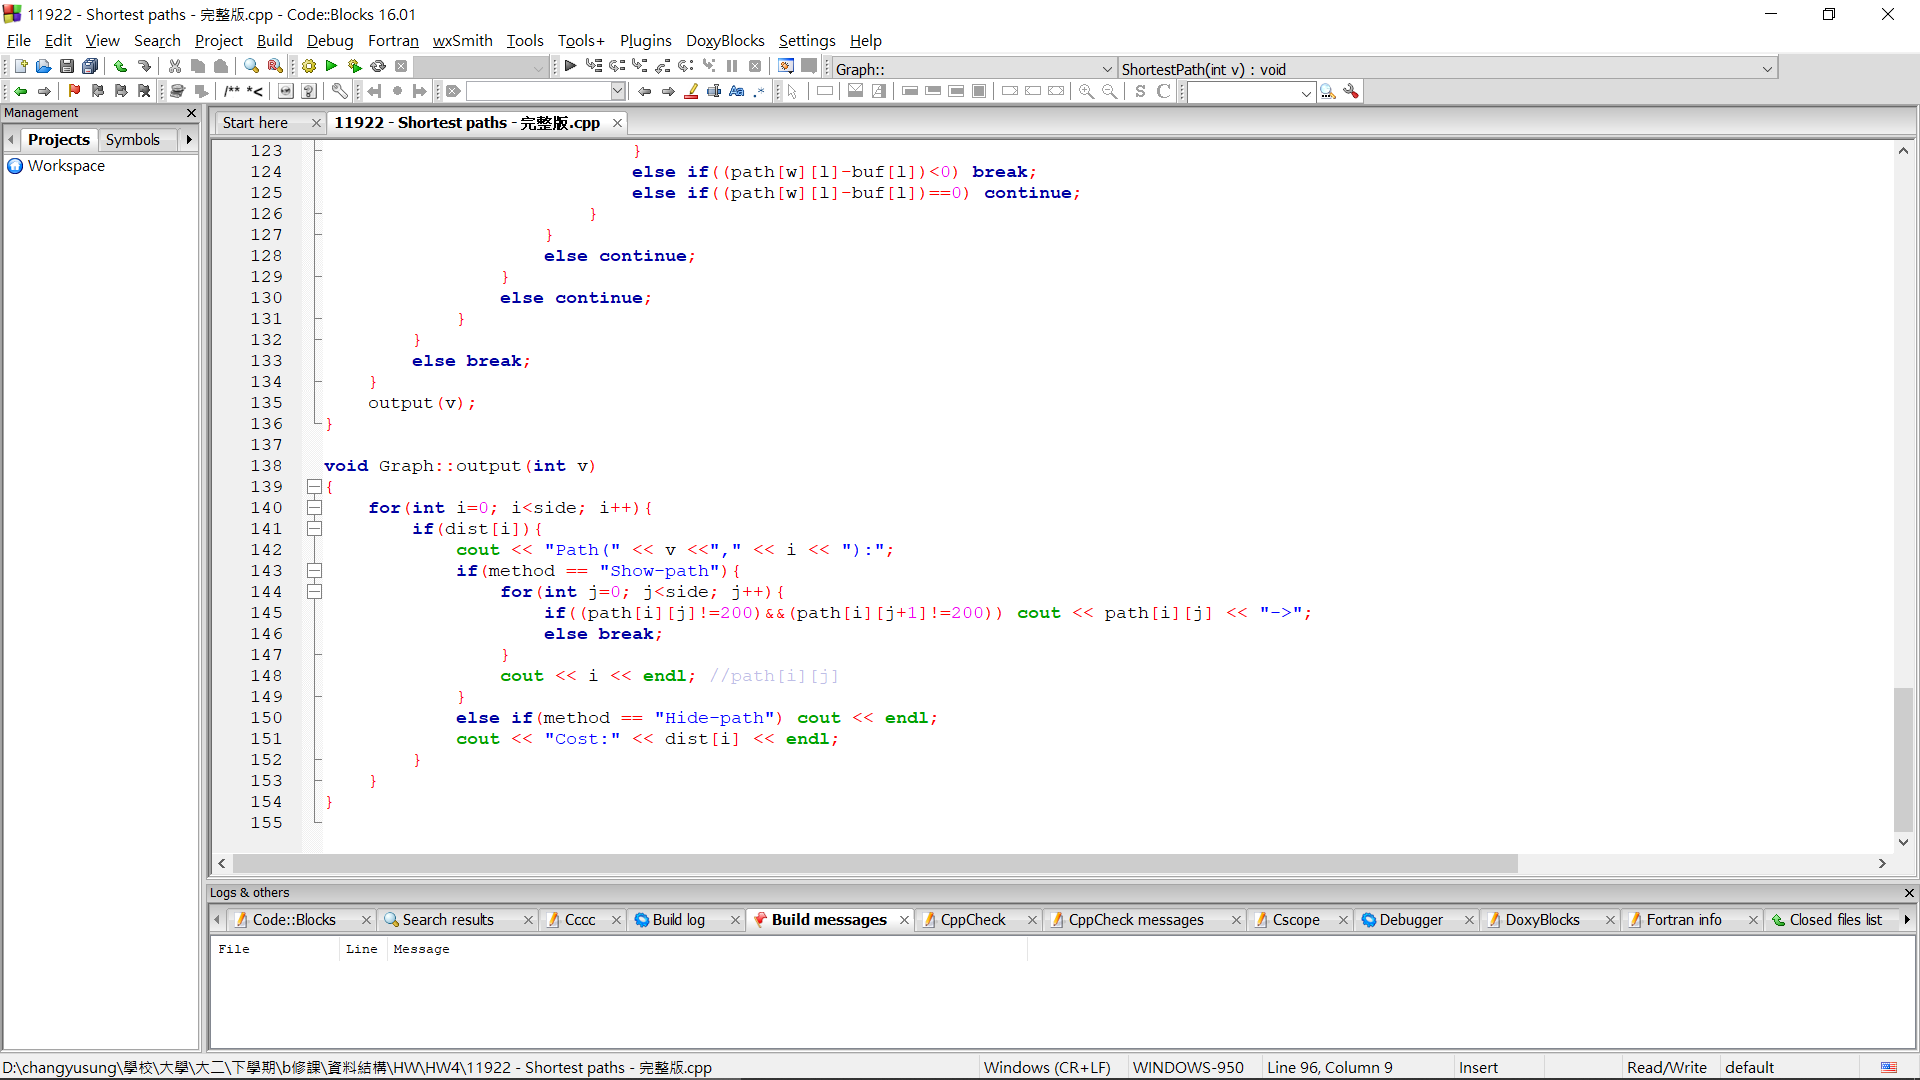 11922 - Shortest paths - 完整版.cpp - Code::Blocks 16.01
File Edit View Search Project Build Debug Fortran wxSmith Tools Tools+ Plugins DoxyBlocks Settings Help
Graph:: ShortestPath(int v) : void
/** *<
Aa .* S C
Management
Projects Symbols
Workspace
Start here 11922 - Shortest paths - 完整版.cpp
123 }
124 else if((path[w][l]-buf[l])<0) break;
125 else if((path[w][l]-buf[l])==0) continue;
126 }
127 }
128 else continue;
129 }
130 else continue;
131 }
132 }
133 else break;
134 }
135 output(v);
136 }
137
138 void Graph::output(int v)
139 {
140 for(int i=0; i<side; i++){
141 if(dist[i]){
142 cout << "Path(" << v <<"," << i << "):";
143 if(method == "Show-path"){
144 for(int j=0; j<side; j++){
145 if((path[i][j]!=200)&&(path[i][j+1]!=200)) cout << path[i][j] << "->";
146 else break;
147 }
148 cout << i << endl; //path[i][j]
149 }
150 else if(method == "Hide-path") cout << endl;
151 cout << "Cost:" << dist[i] << endl;
152 }
153 }
154 }
155
Logs & others
Code::Blocks Search results Cccc Build log Build messages CppCheck CppCheck messages Cscope Debugger DoxyBlocks Fortran info Closed files list
File Line Message
D:\changyusung\學校\大學\大二\下學期\b修課\資料結構\HW\HW4\11922 - Shortest paths - 完整版.cpp Windows (CR+LF) WINDOWS-950 Line 96, Column 9 Insert Read/Write default